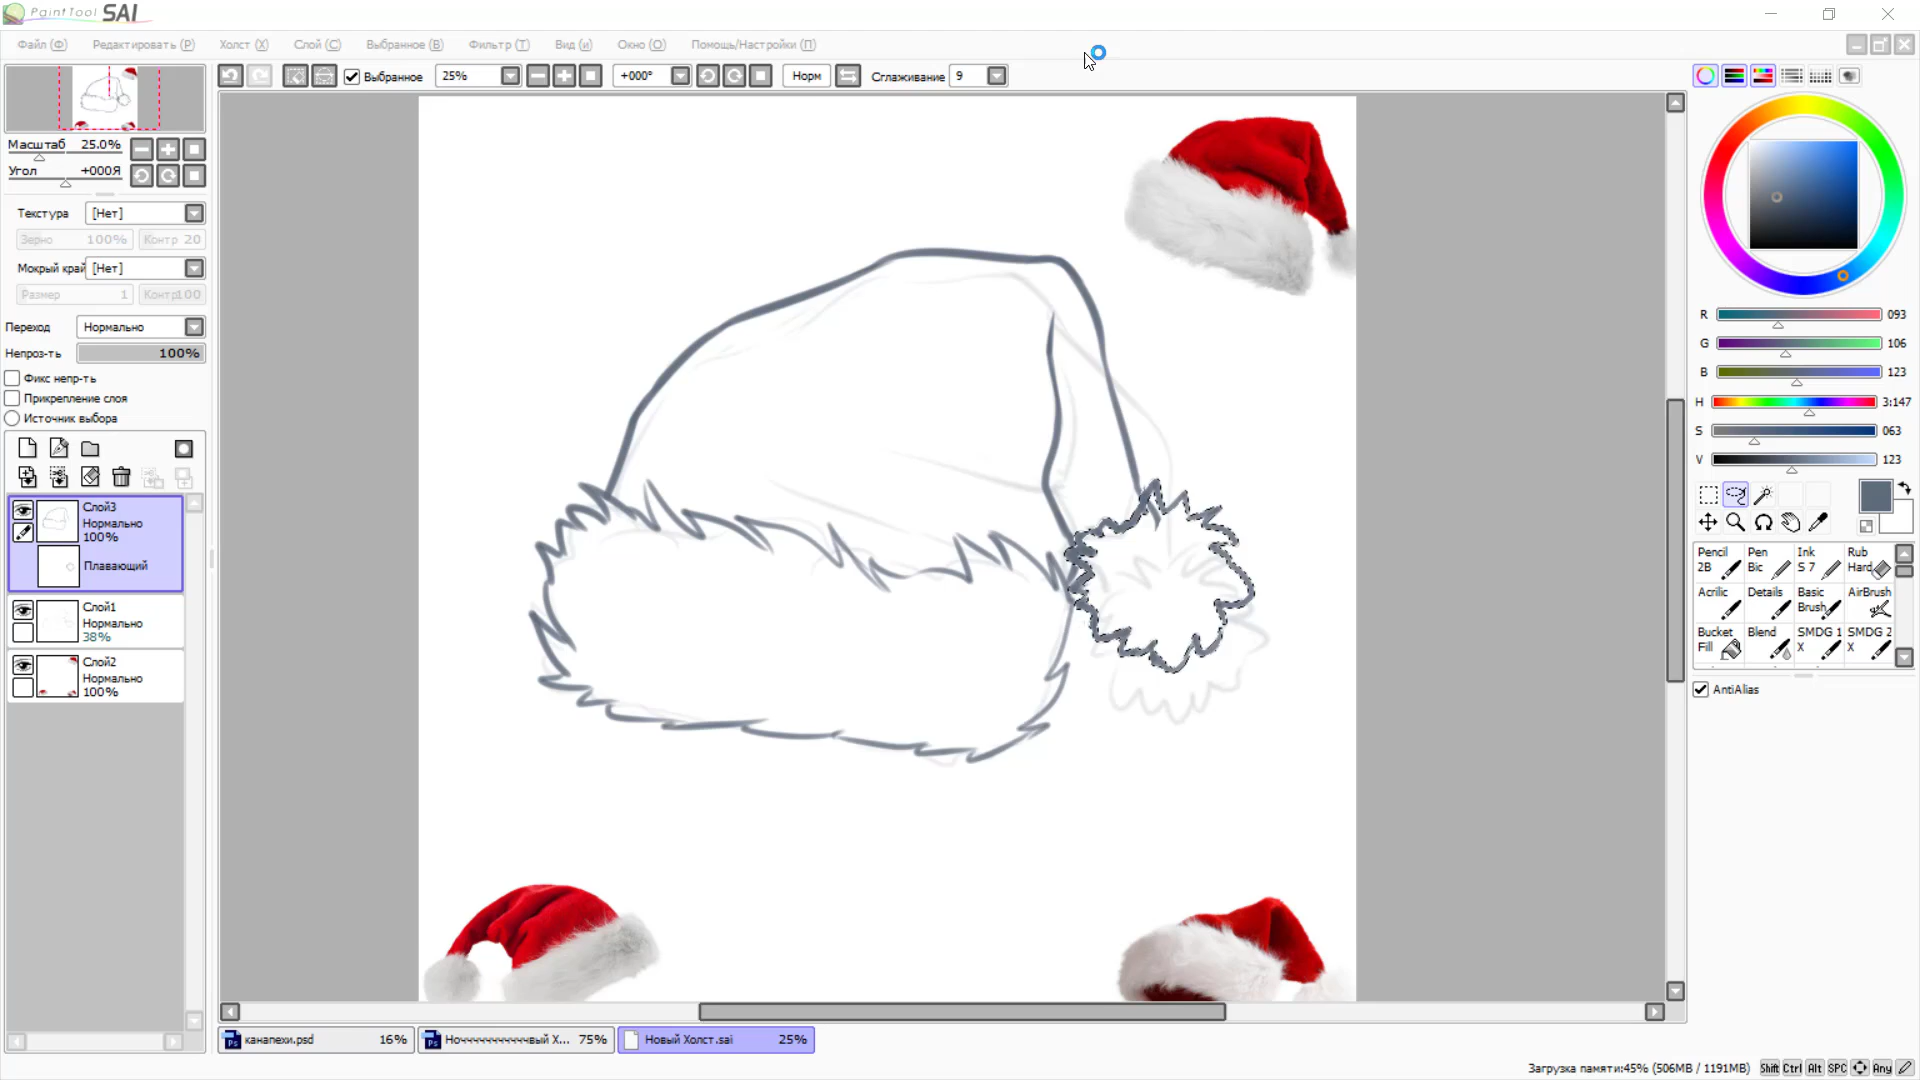 PaintTool SAI
Файл (Ф) Редактировать (Р) Холст (Х) Слой (С) Выбранное (В) Фильтр (Т) Вид (и) Окно (О) Помощь/Настройки (П)
Выбранное 25% +000° Норм Сглаживание 9
Масштаб 25.0%
Угол +000Я
Текстура [Нет]
Зерно 100% Контр 20
Мокрый край [Нет]
Размер 1 Контр100
Переход Нормально
Непроз-ть 100%
Фикс непр-ть
Прикрепление слоя
Источник выбора
Слой3
Нормально
100%
Плавающий
Слой1
Нормально
38%
Слой2
Нормально
100%
R 093
G 106
B 123
H 3:147
S 063
V 123
Pencil Pen Ink Rub
2B Bic S 7 Hard
Acrilic Details Basic AirBrush
Brush
Bucket Blend SMDG 1 SMDG 2
Fill X X
AntiAlias
Ps канапехи.psd 16% Ps 75% Новый Холст.sai 25%
Загрузка памяти:45% (506MB / 1191MB) Shift Ctrl Alt SPC Any